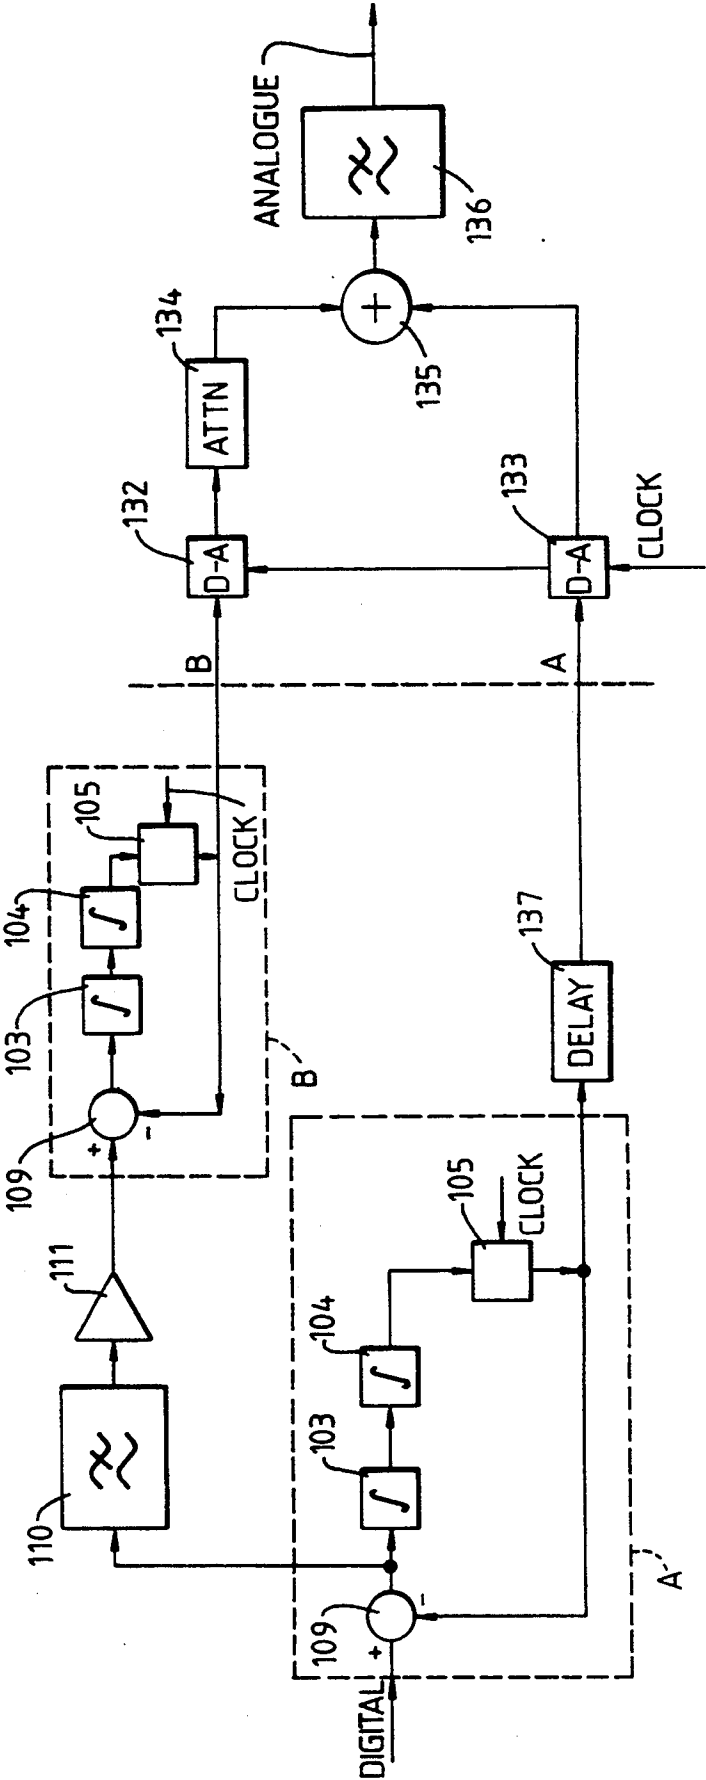 110
111
109
103
104
105
+
-
CLOCK
B
B
132
D-A
134
ATTN
135
+
136
ANALOGUE
DIGITAL
109
+
-
103
104
105
CLOCK
A
DELAY
137
A
133
D-A
CLOCK